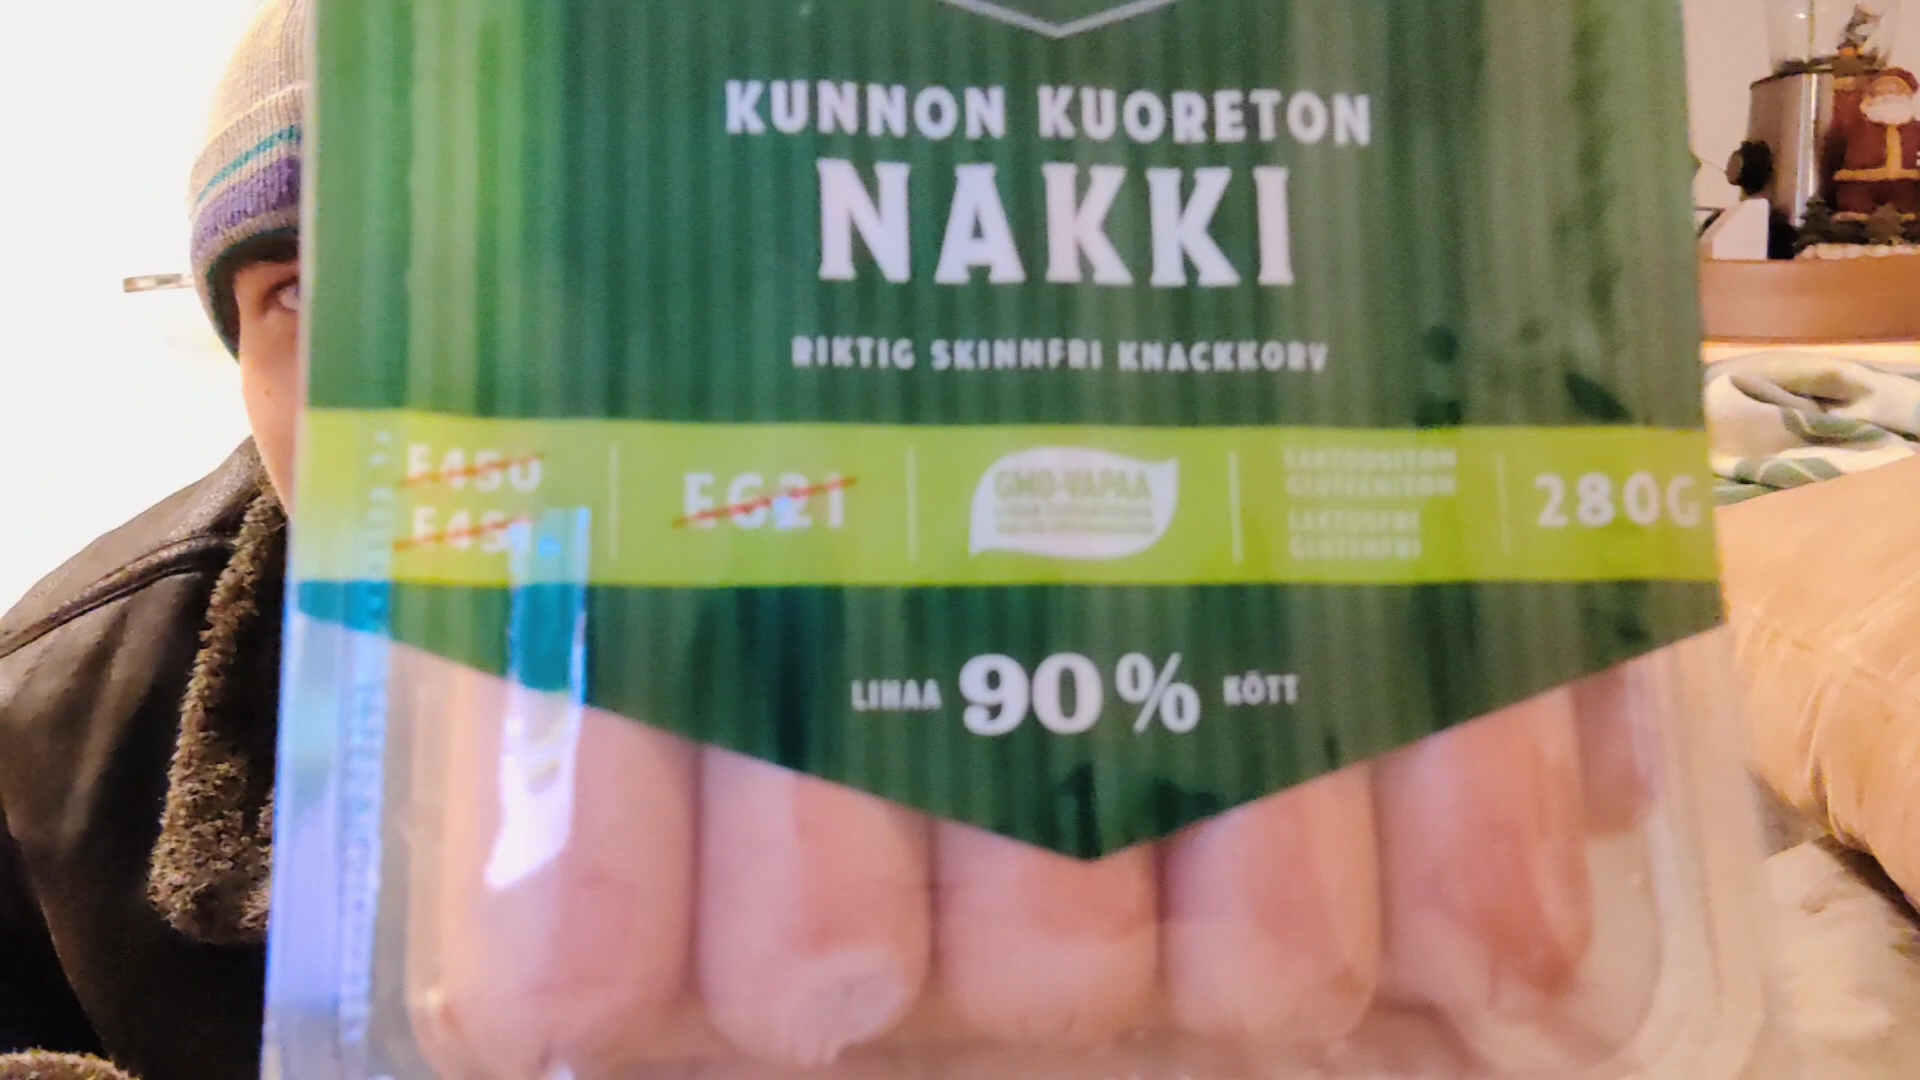 KUNNON KUORETON
NAKKI
RIKTIG SKINNFRI KNACKKORV
E450
E451
E621
GMO-VAPAA
LAKTOOSITON
GLUTEENITON
LAKTOSFRI
GLUTENFRI
280G
LIHAA 90% KÖTT